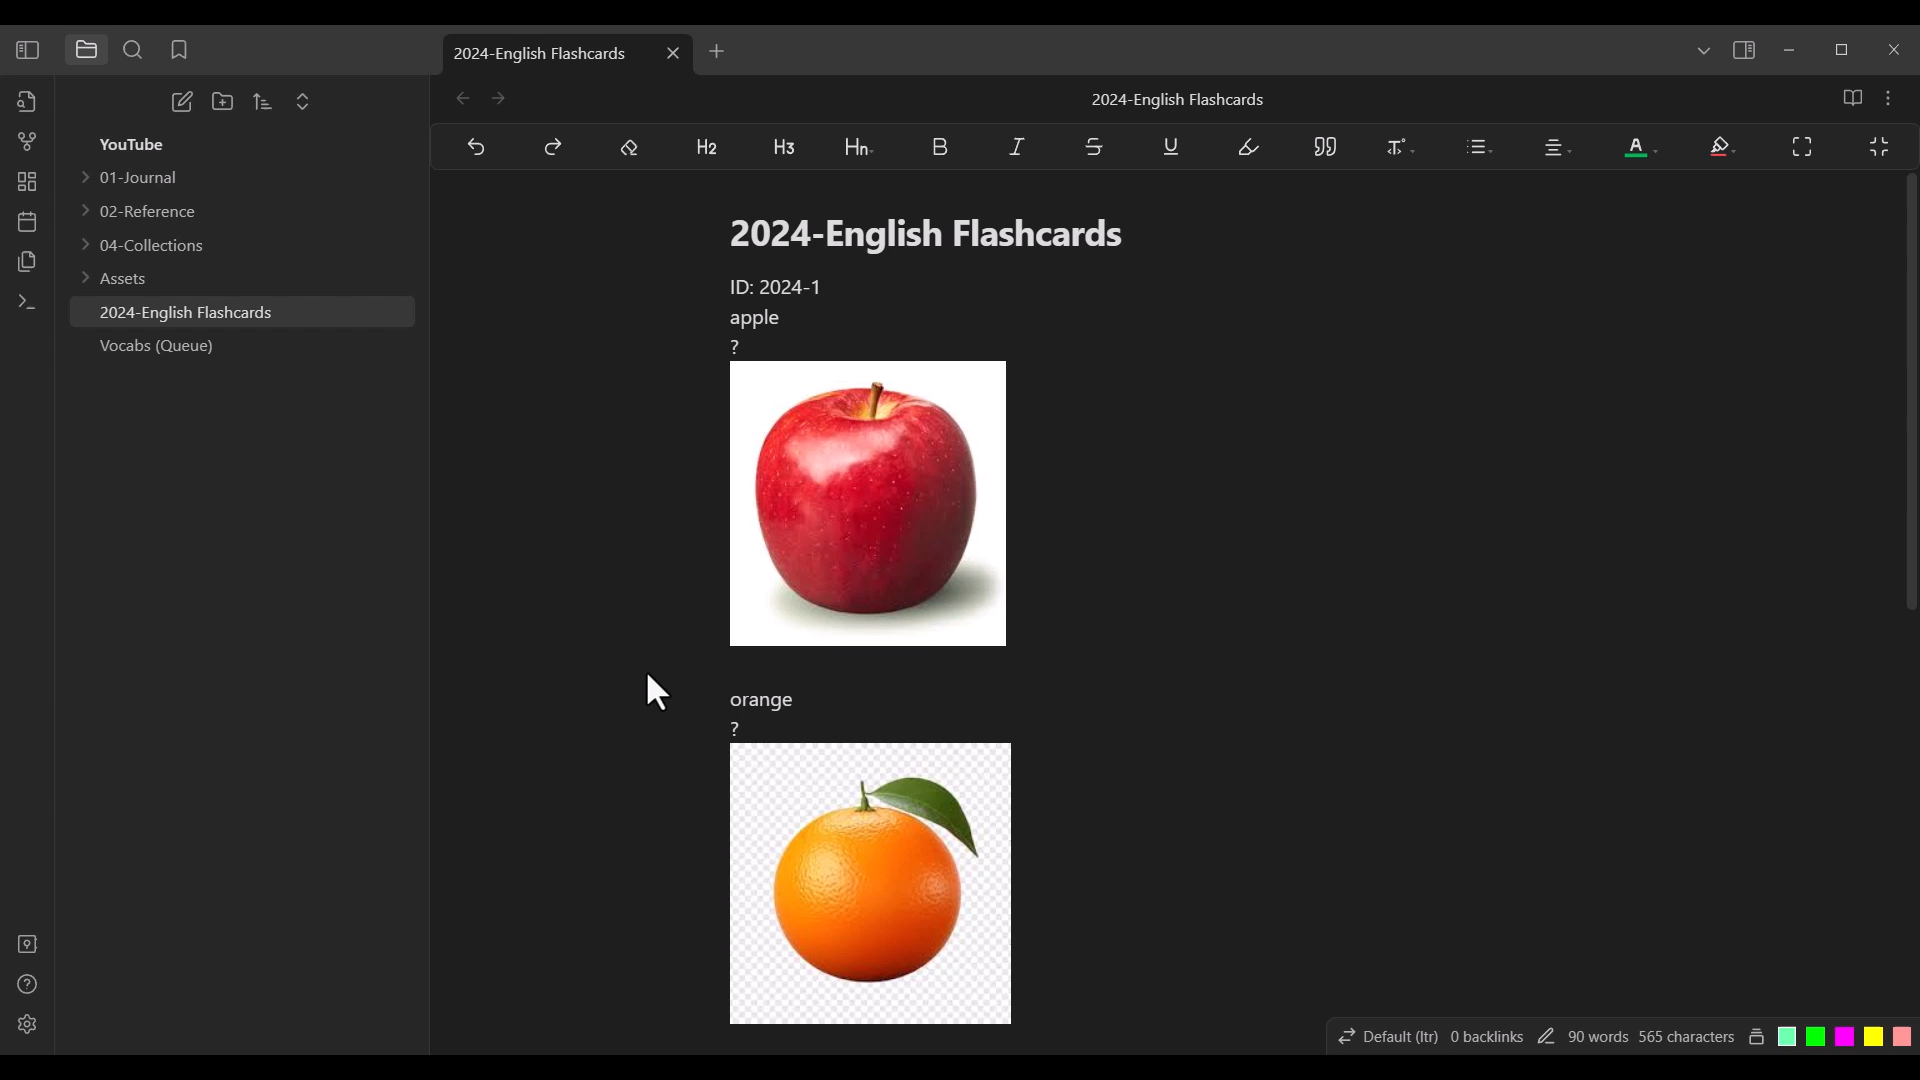 2024-English Flashcards
2024-English Flashcards
YouTube
01-Journal
02-Reference
04-Collections
Assets
2024-English Flashcards
Vocabs (Queue)
H2 H3 Hn B I S U T A
2024-English Flashcards
ID: 2024-1
apple
?
orange
?
Default (ltr) 0 backlinks 90 words 565 characters